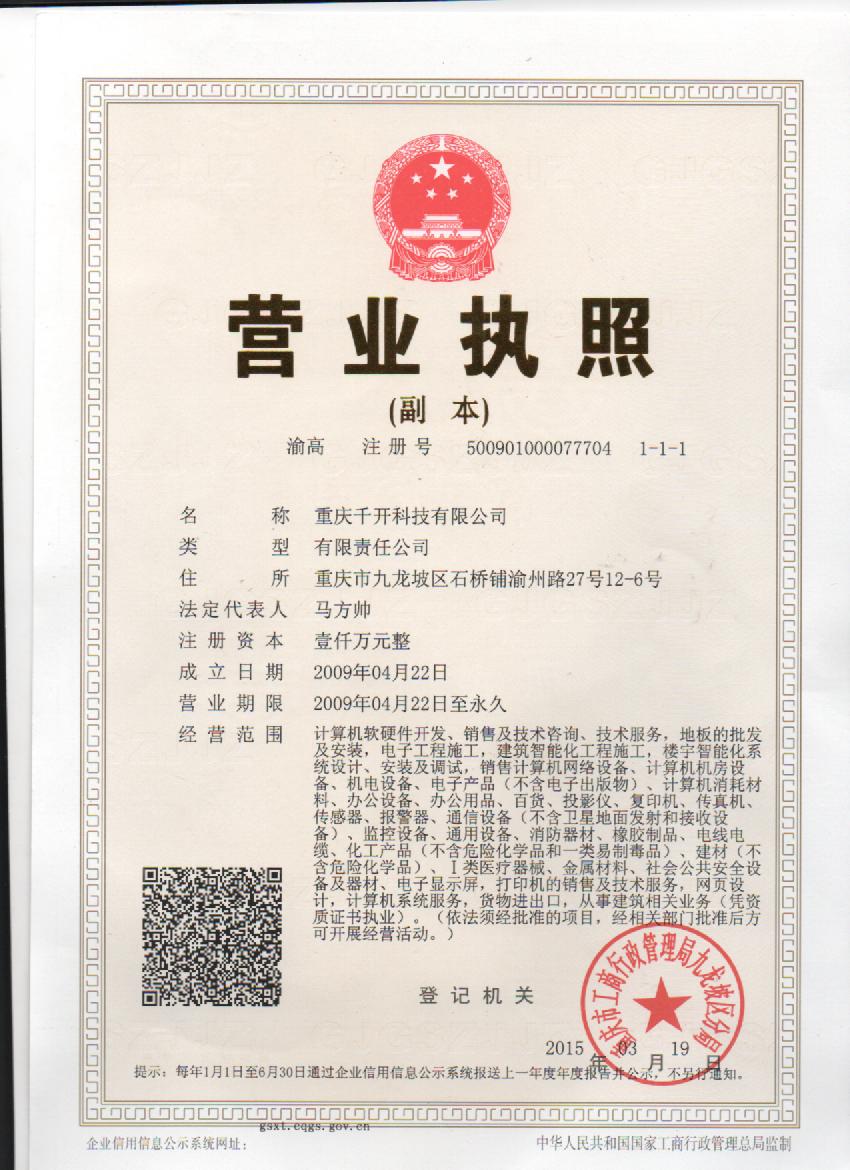 营业执照
(副 本)
渝高 注册号 500901000077704 1-1-1
名称 重庆千开科技有限公司
类型 有限责任公司
住所 重庆市九龙坡区石桥铺渝州路27号12-6号
法定代表人 马方帅
注册资本 壹仟万元整
成立日期 2009年04月22日
营业期限 2009年04月22日至永久
经营范围 计算机软硬件开发、销售及技术咨询、技术服务，地板的批发
及安装，电子工程施工，建筑智能化工程施工，楼宇智能化系
统设计、安装及调试，销售计算机网络设备、计算机机房设
备、机电设备、电子产品（不含电子出版物）、计算机消耗材
料、办公设备、办公用品、百货、投影仪、复印机、传真机、
传感器、报警器、通信设备（不含卫星地面发射和接收设
备）、监控设备、通用设备、消防器材、橡胶制品、电线电
缆、化工产品（不含危险化学品和一类易制毒品）、建材（不
含危险化学品）、Ⅰ类医疗器械、金属材料、社会公共安全设
备及器材、电子显示屏，打印机的销售及技术服务，网页设
计，计算机系统服务，货物进出口，从事建筑相关业务（凭资
质证书执业）。（依法须经批准的项目，经相关部门批准后方
可开展经营活动。）
登记机关
重庆市工商行政管理局九龙坡区分局
2015年03月19日
提示：每年1月1日至6月30日通过企业信用信息公示系统报送上一年度年度报告并公示，不另行通知。
gsxt.cqgs.gov.cn
企业信用信息公示系统网址：
中华人民共和国国家工商行政管理总局监制